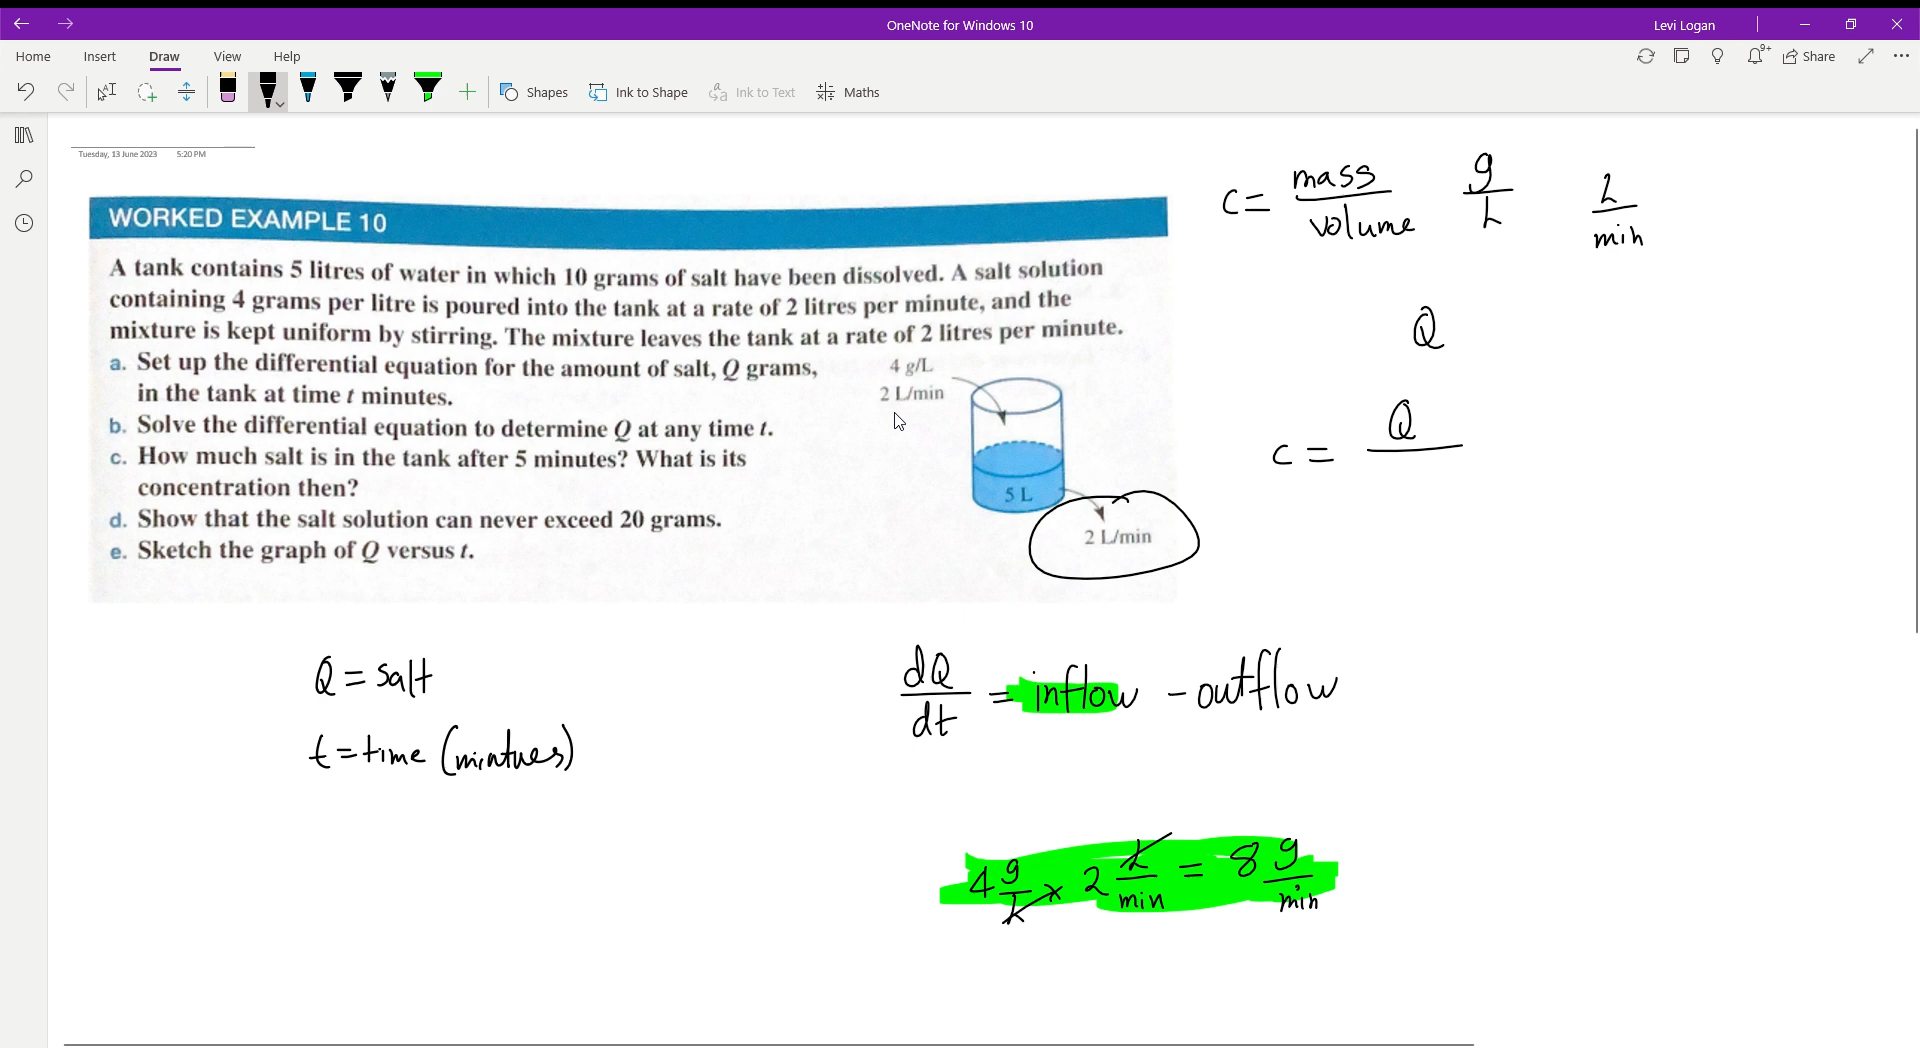 OneNote for Windows 10
Levi Logan
Home Insert Draw View Help
9+
Share
Shapes Ink to Shape Ink to Text Maths
Tuesday, 13 June 2023 5:20 PM
WORKED EXAMPLE 10
A tank contains 5 litres of water in which 10 grams of salt have been dissolved. A salt solution
containing 4 grams per litre is poured into the tank at a rate of 2 litres per minute, and the
mixture is kept uniform by stirring. The mixture leaves the tank at a rate of 2 litres per minute.
a. Set up the differential equation for the amount of salt, Q grams,
in the tank at time t minutes.
b. Solve the differential equation to determine Q at any time t.
c. How much salt is in the tank after 5 minutes? What is its
concentration then?
d. Show that the salt solution can never exceed 20 grams.
e. Sketch the graph of Q versus t.
4 g/L
2 L/min
5 L
2 L/min
c = mass/volume g/L L/min
Q
c = Q
Q = salt
t = time (mintues)
dQ/dt = inflow - outflow
4 g/L × 2 L/min = 8 g/min